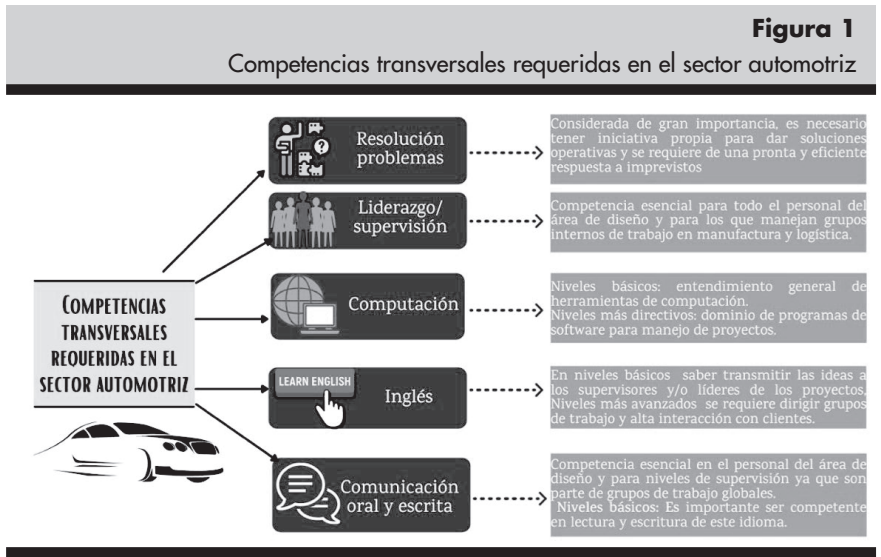 Figura 1
Competencias transversales requeridas en el sector automotriz
COMPETENCIAS
TRANSVERSALES
REQUERIDAS EN EL
SECTOR AUTOMOTRIZ
Resolución
problemas
Considerada de gran importancia, es necesario
tener iniciativa propia para dar soluciones
operativas y se requiere de una pronta y eficiente
respuesta a imprevistos
Liderazgo/
supervisión
Competencia esencial para todo el personal del
área de diseño y para los que manejan grupos
internos de trabajo en manufactura y logística.
Computación
Niveles básicos: entendimiento general de
herramientas de computación.
Niveles más directivos: dominio de programas de
software para manejo de proyectos.
LEARN ENGLISH
Inglés
En niveles básicos saber transmitir las ideas a
los supervisores y/o líderes de los proyectos,
Niveles más avanzados se requiere dirigir grupos
de trabajo y alta interacción con clientes.
Comunicación
oral y escrita
Competencia esencial en el personal del área de
diseño y para niveles de supervisión ya que son
parte de grupos de trabajo globales.
Niveles básicos: Es importante ser competente
en lectura y escritura de este idioma.